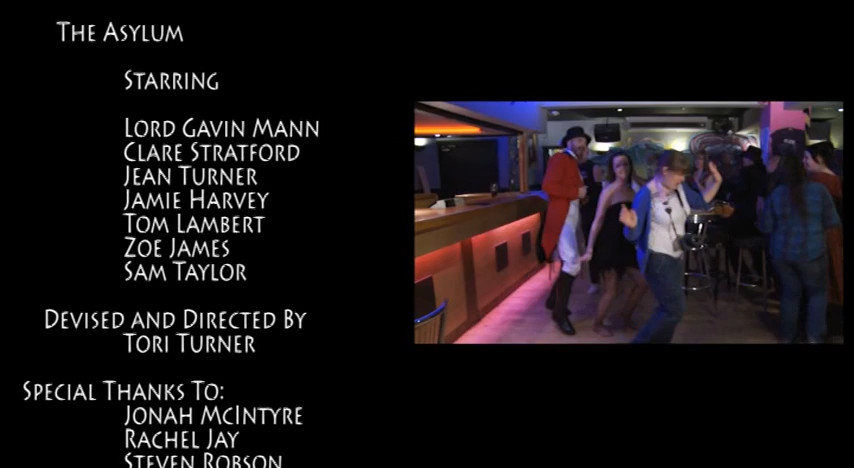 The Asylum
Starring
Lord Gavin Mann
Clare Stratford
Jean Turner
Jamie Harvey
Tom Lambert
Zoe James
Sam Taylor
Devised and Directed By
Tori Turner
Special Thanks To:
Jonah McIntyre
Rachel Jay
Steven Robson